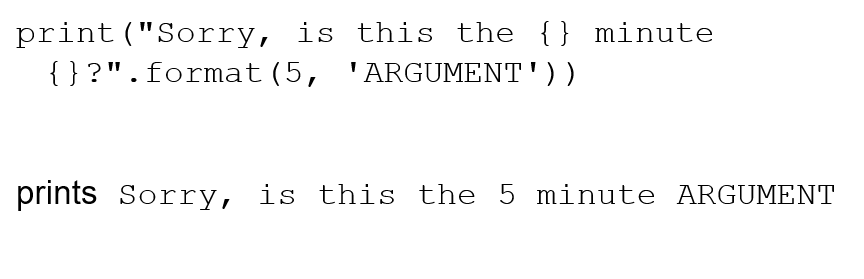 print("Sorry, is this the {} minute
{}?".format(5, 'ARGUMENT'))
prints Sorry, is this the 5 minute ARGUMENT